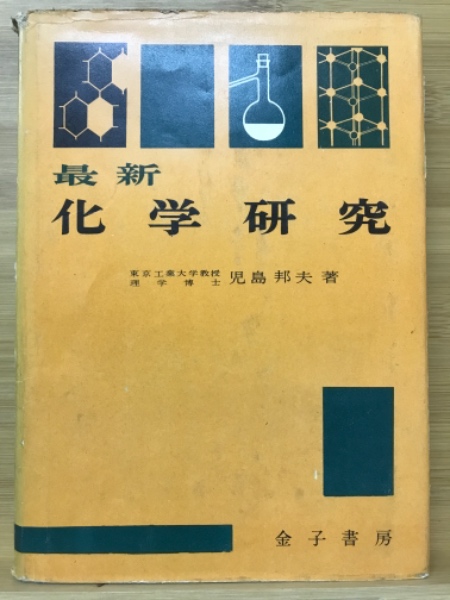 最新
化学研究
東京工業大学教授
理学博士
児島邦夫著
金子書房